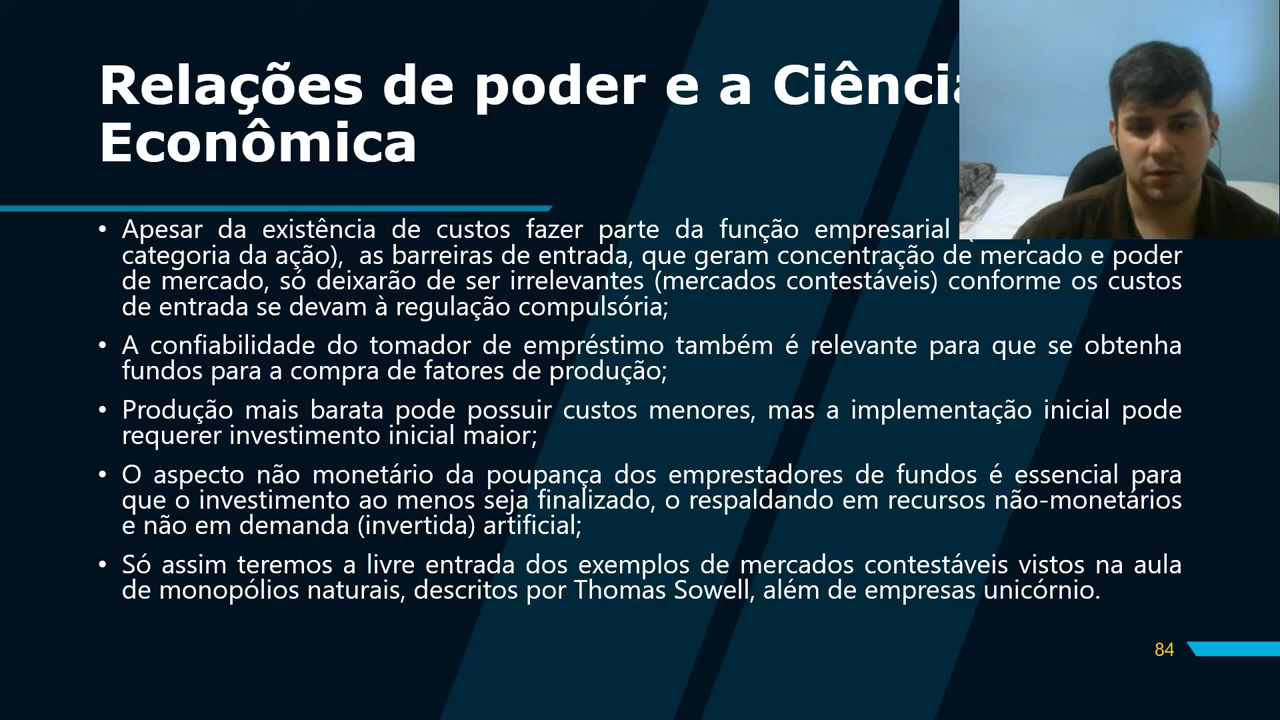 Relações de poder e a Ciência
Econômica
• Apesar da existência de custos fazer parte da função empresarial
categoria da ação), as barreiras de entrada, que geram concentração de mercado e poder
de mercado, só deixarão de ser irrelevantes (mercados contestáveis) conforme os custos
de entrada se devam à regulação compulsória;
• A confiabilidade do tomador de empréstimo também é relevante para que se obtenha
fundos para a compra de fatores de produção;
• Produção mais barata pode possuir custos menores, mas a implementação inicial pode
requerer investimento inicial maior;
• O aspecto não monetário da poupança dos emprestadores de fundos é essencial para
que o investimento ao menos seja finalizado, o respaldando em recursos não-monetários
e não em demanda (invertida) artificial;
• Só assim teremos a livre entrada dos exemplos de mercados contestáveis vistos na aula
de monopólios naturais, descritos por Thomas Sowell, além de empresas unicórnio.
84